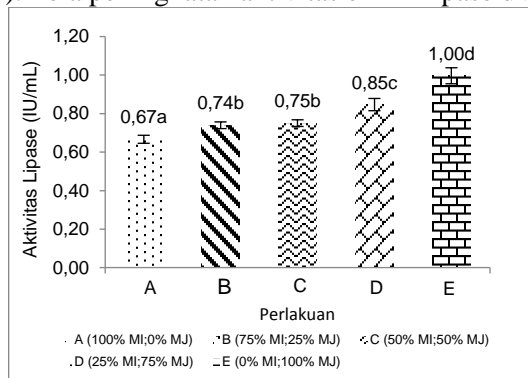 1,20
1,00
0,80
0,60
0,40
0,20
0,00
Aktivitas Lipase (IU/mL)
0,67a
0,74b
0,75b
0,85c
1,00d
A B C D E
Perlakuan
A (100% MI;0% MJ) B (75% MI;25% MJ) C (50% MI;50% MJ)
D (25% MI;75% MJ) E (0% MI;100% MJ)